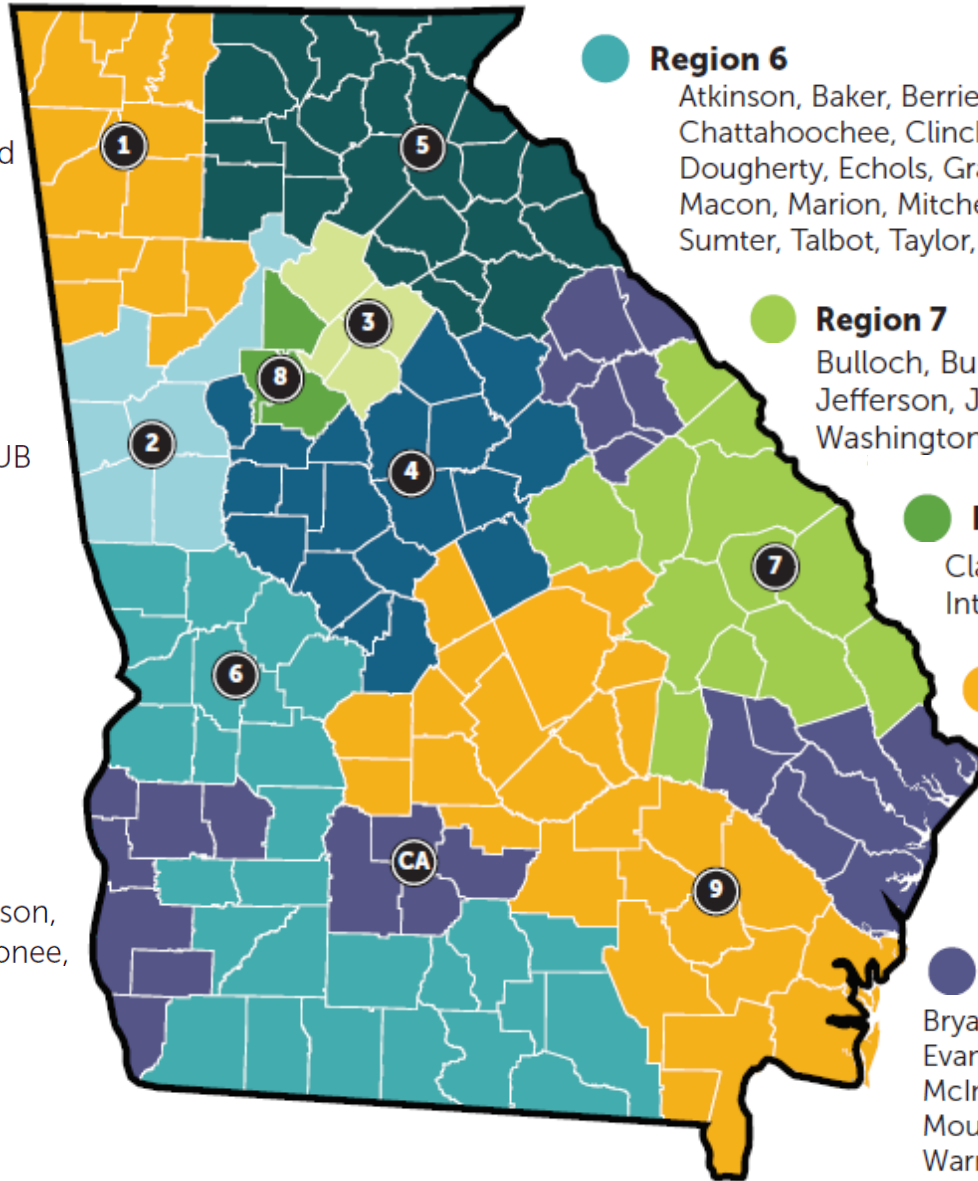 d
UB
son,
onee,
1
5
3
8
2
4
7
6
CA
9
Region 6
Atkinson, Baker, Berrie
Chattahoochee, Clinch
Dougherty, Echols, Gra
Macon, Marion, Mitche
Sumter, Talbot, Taylor,
Region 7
Bulloch, Bu
Jefferson, J
Washington
Cla
Int
Brya
Evan
McIn
Mou
Warr